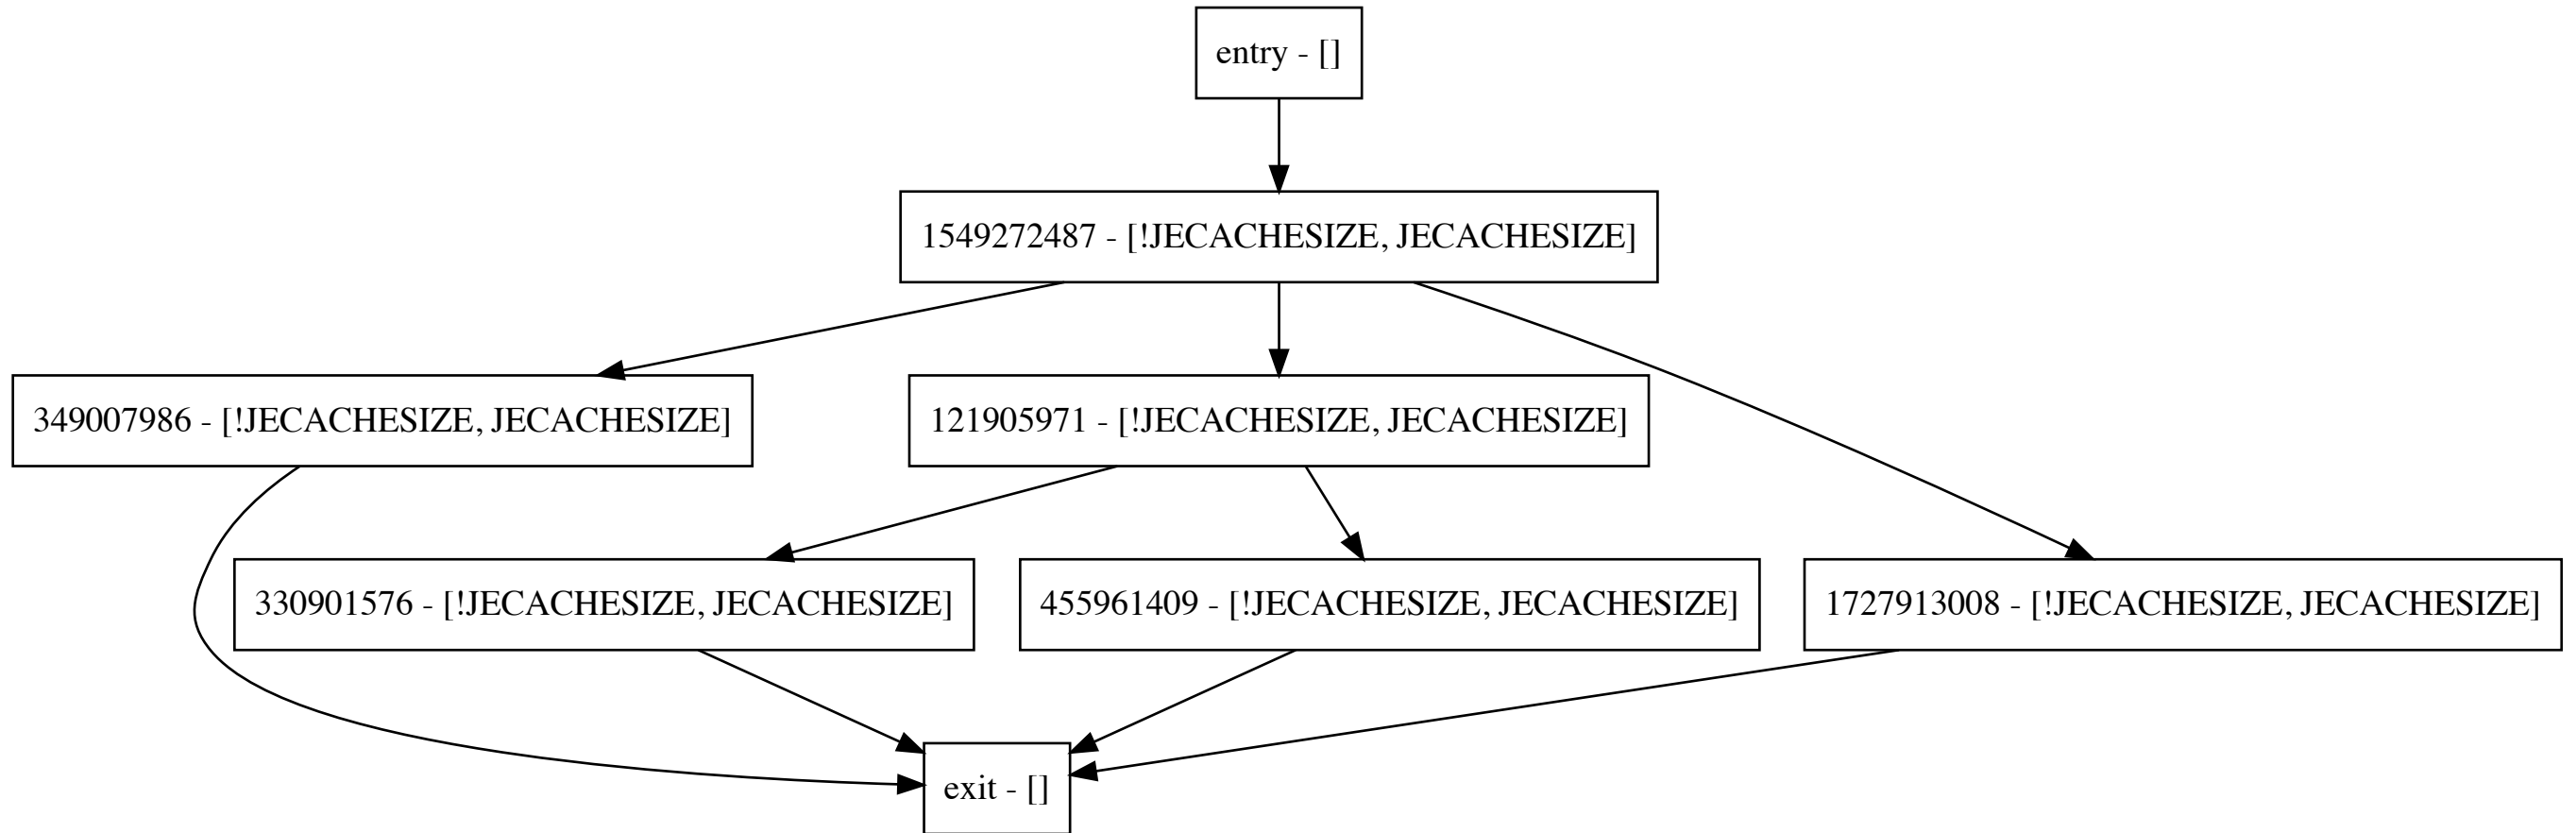 entry - []
1549272487 - [!JECACHESIZE, JECACHESIZE]
349007986 - [!JECACHESIZE, JECACHESIZE]
121905971 - [!JECACHESIZE, JECACHESIZE]
330901576 - [!JECACHESIZE, JECACHESIZE]
455961409 - [!JECACHESIZE, JECACHESIZE]
1727913008 - [!JECACHESIZE, JECACHESIZE]
exit - []